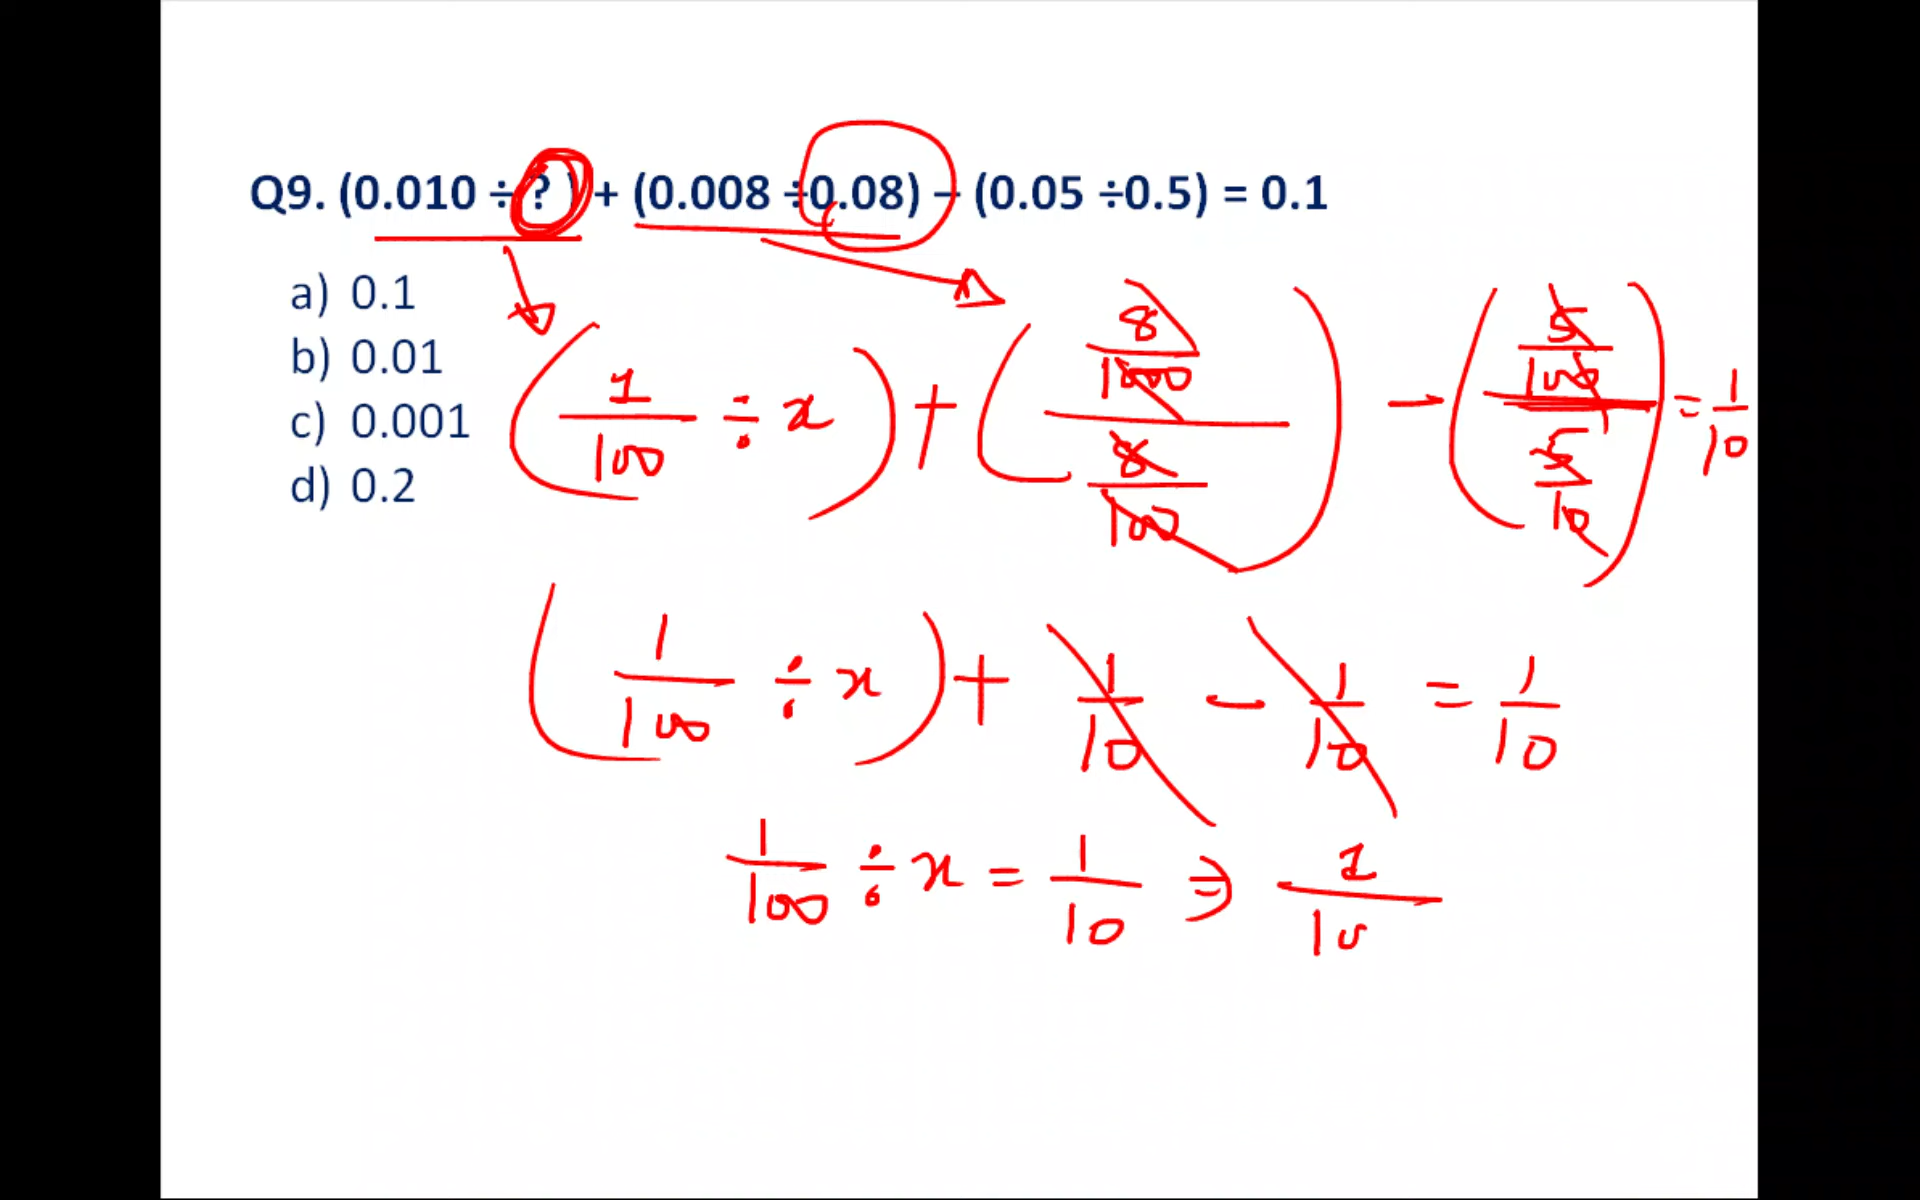 Q9. (0.010 ÷ ? ) + (0.008 ÷0.08) – (0.05 ÷0.5) = 0.1
a) 0.1
b) 0.01
c) 0.001
d) 0.2
(1/100 ÷ x) + ((8/1000)/(8/100)) - ((5/100)/(5/10)) = 1/10
(1/100 ÷ x) + 1/10 - 1/10 = 1/10
1/100 ÷ x = 1/10 ⇒ 1/10